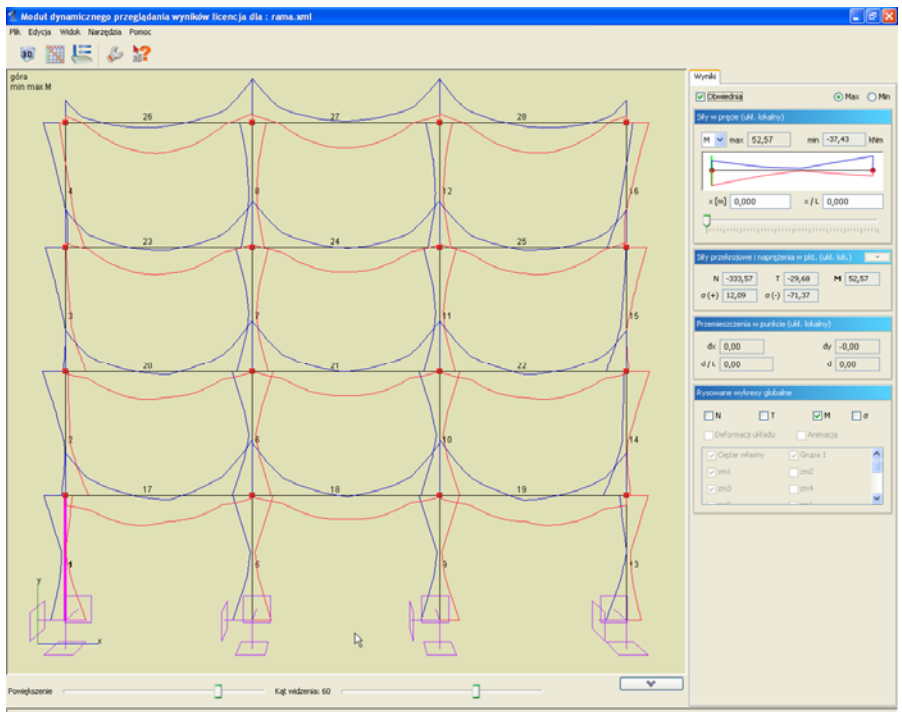 Moduł dynamicznego przeglądania wyników licencja dla : rama.xml
Plik Edycja Widok Narzędzia Pomoc
góra
min max M
26 27 28
4 8 12 16
23 24 25
3 7 11 15
20 21 22
2 6 10 14
17 18 19
1 5 9 13
y
x
Powiększenie
Kąt widzenia: 60
Wyniki
Obwiednia Max Min
Siły w pręcie (ukł. lokalny)
M max 52,57 min -37,43 kNm
x [m] 0,000 x / L 0,000
Siły przekrojowe i naprężenia w pkt. (ukł. lok.) -
N -333,57 T -29,68 M 52,57
σ (+) 12,09 σ (-) -71,37
Przemieszczenia w punkcie (ukł. lokalny)
dx 0,00 dy -0,00
d / L 0,00 d 0,00
Rysowane wykresy globalne
N T M σ
Deformacji układu Animacja
Ciężar własny Grupa 1
zm1 zm2
zm3 zm4